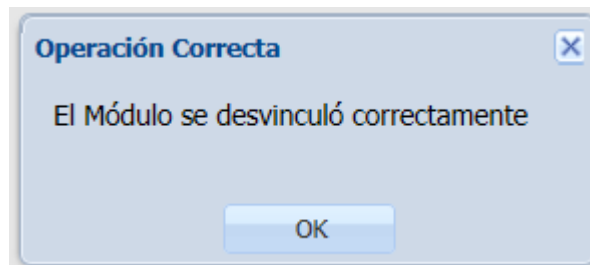 Operación Correcta
El Módulo se desvinculó correctamente
OK